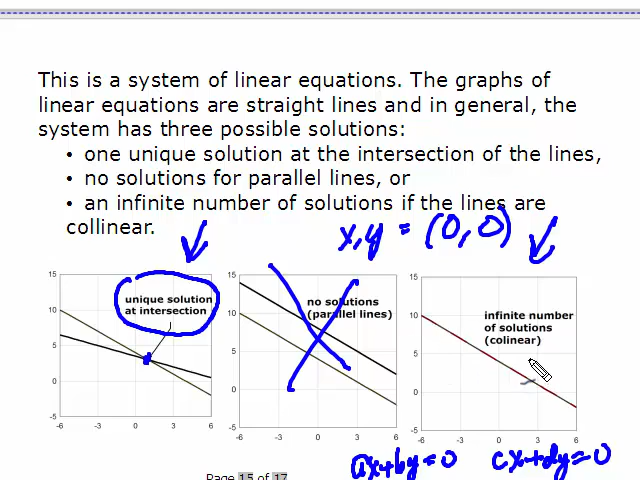 This is a system of linear equations. The graphs of
linear equations are straight lines and in general, the
system has three possible solutions:
• one unique solution at the intersection of the lines,
• no solutions for parallel lines, or
• an infinite number of solutions if the lines are
collinear.
x,y = (0,0)
unique solution
at intersection
15
10
5
0
-5
-6
-3
0
3
6
no solutions
(parallel lines)
15
10
5
0
-5
-6
-3
0
3
6
infinite number
of solutions
(colinear)
15
10
5
0
-5
-6
-3
0
3
6
ax+by=0
cx+dy=0
Page 15 of 17